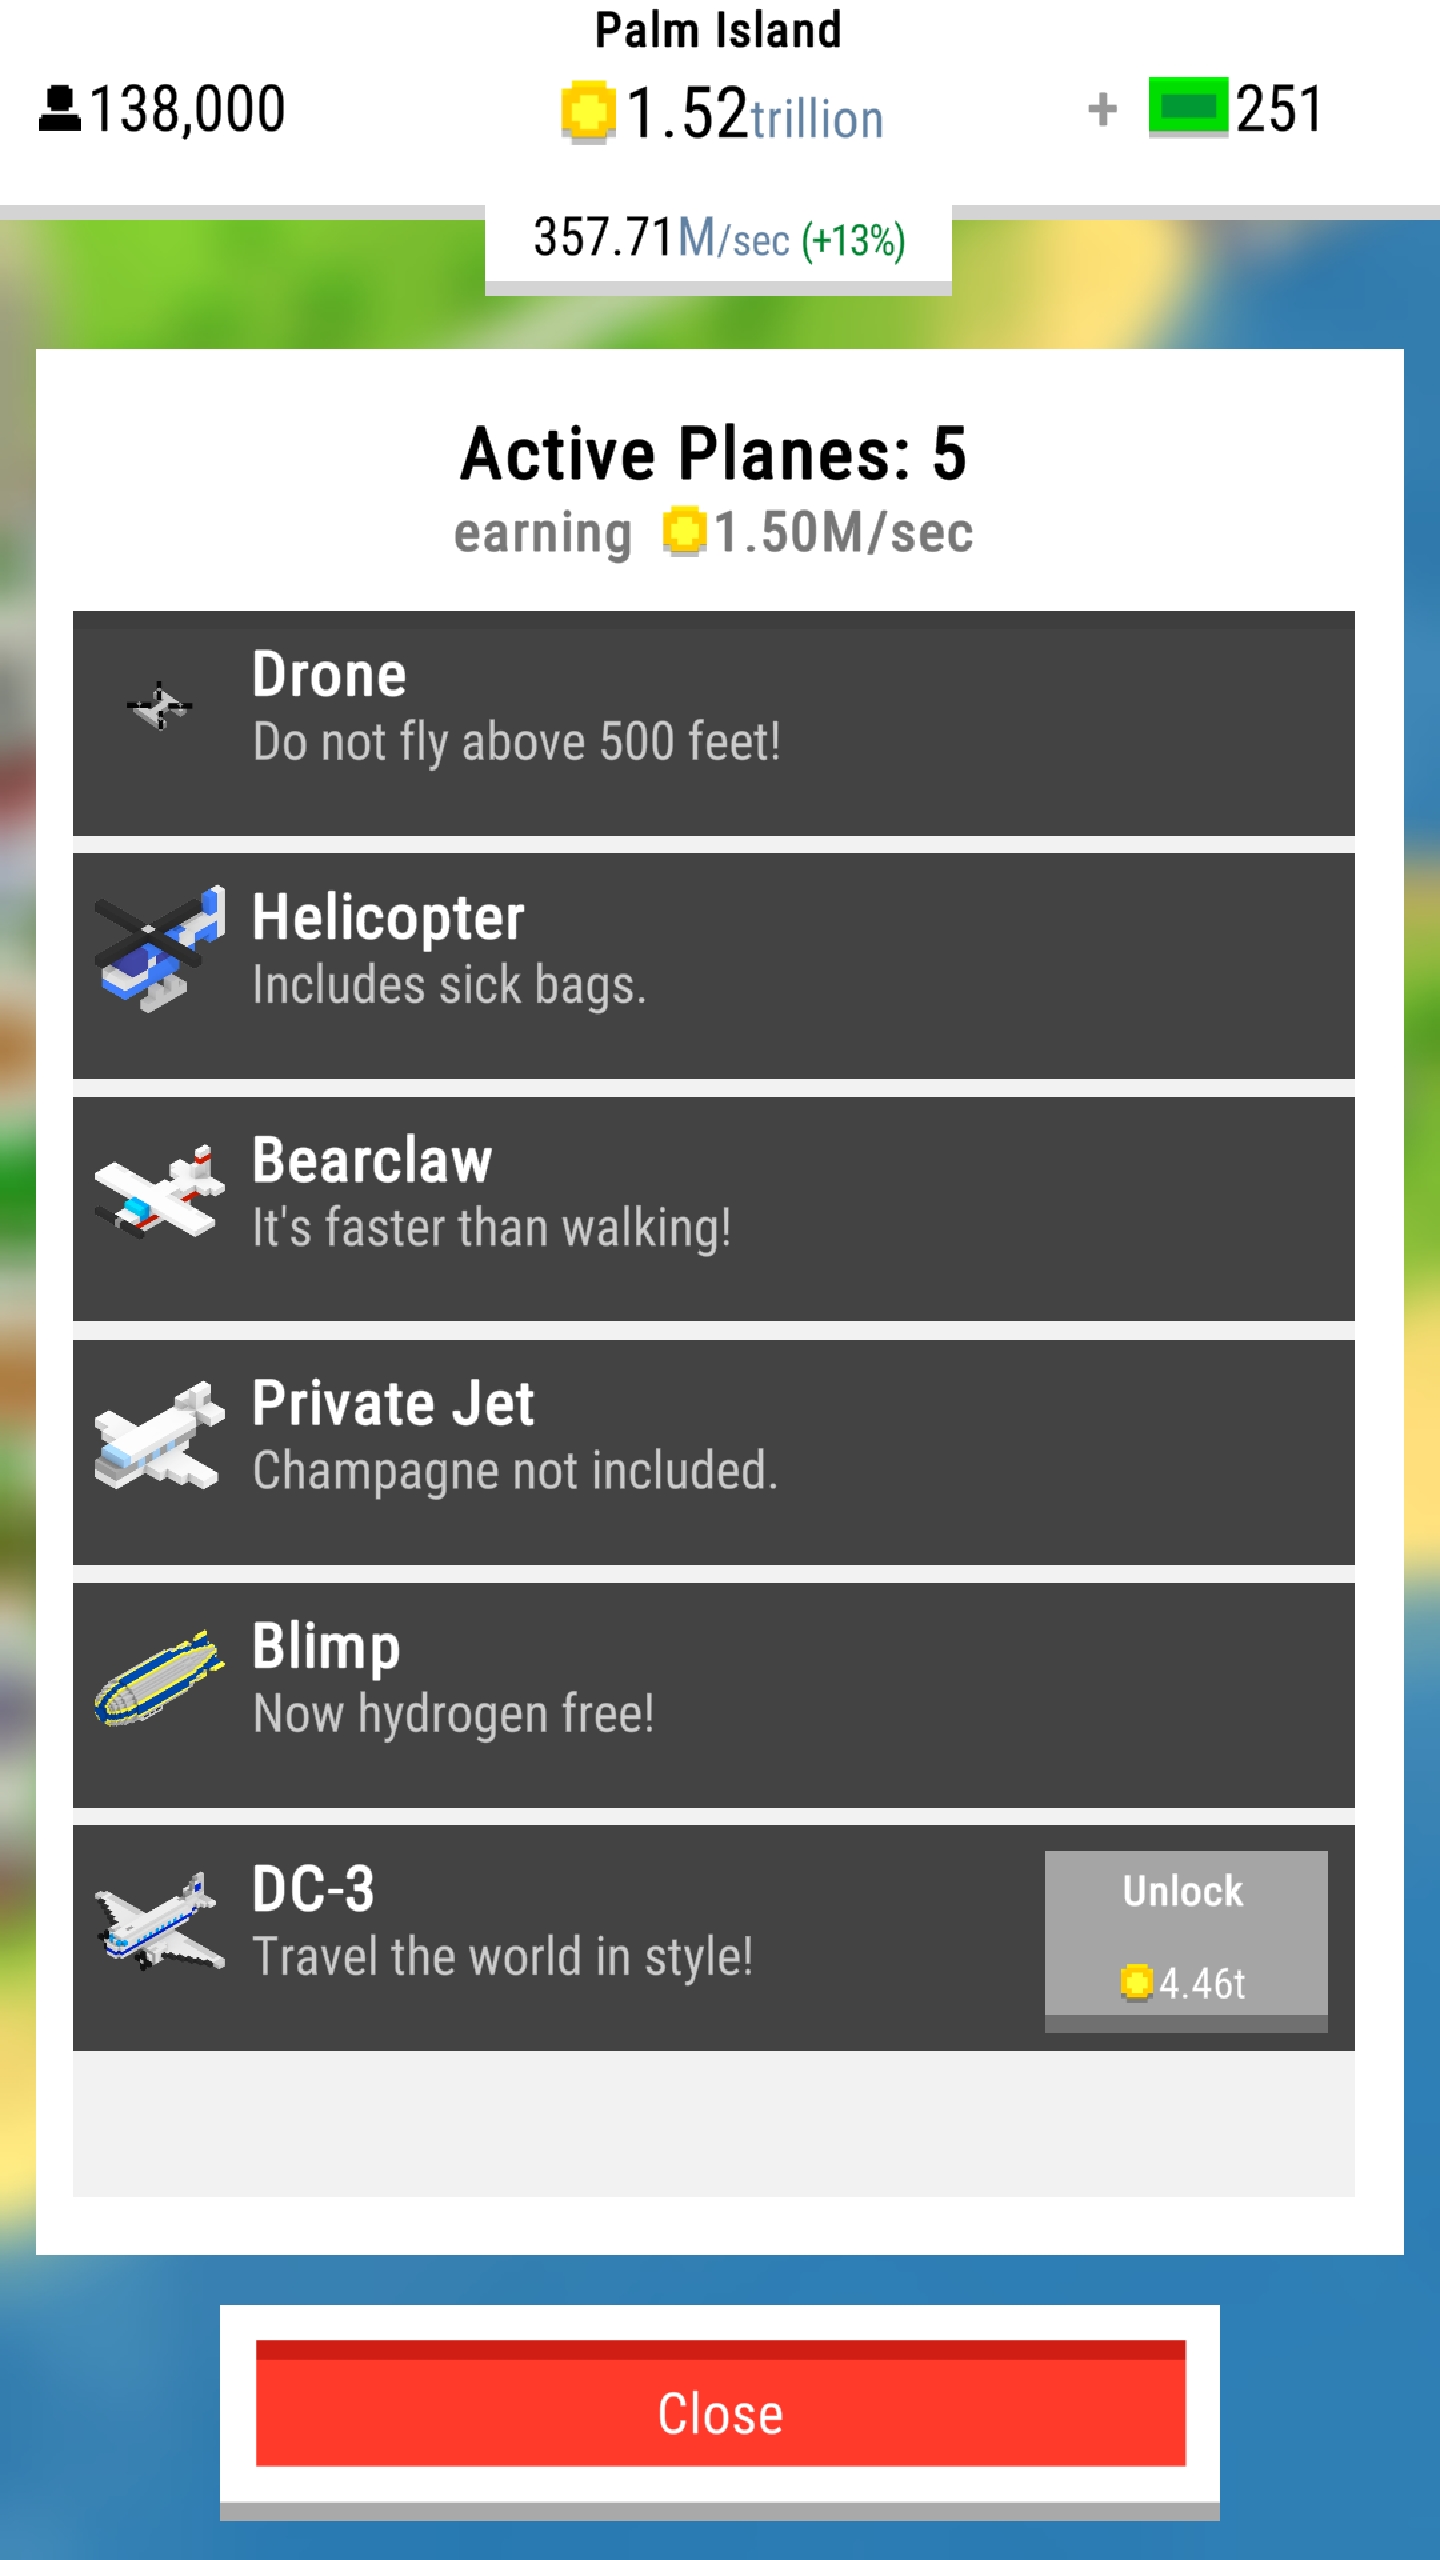 Palm Island
138,000
1.52trillion
+ 251
357.71M/sec (+13%)
Active Planes: 5
earning 1.50M/sec
Drone
Do not fly above 500 feet!
Helicopter
Includes sick bags.
Bearclaw
It's faster than walking!
Private Jet
Champagne not included.
Blimp
Now hydrogen free!
DC-3
Travel the world in style!
Unlock
4.46t
Close